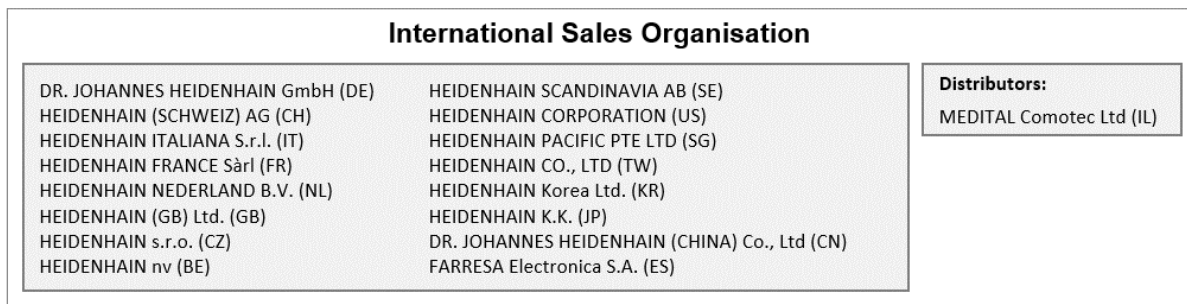 International Sales Organisation
DR. JOHANNES HEIDENHAIN GmbH (DE)
HEIDENHAIN (SCHWEIZ) AG (CH)
HEIDENHAIN ITALIANA S.r.l. (IT)
HEIDENHAIN FRANCE Sàrl (FR)
HEIDENHAIN NEDERLAND B.V. (NL)
HEIDENHAIN (GB) Ltd. (GB)
HEIDENHAIN s.r.o. (CZ)
HEIDENHAIN nv (BE)
HEIDENHAIN SCANDINAVIA AB (SE)
HEIDENHAIN CORPORATION (US)
HEIDENHAIN PACIFIC PTE LTD (SG)
HEIDENHAIN CO., LTD (TW)
HEIDENHAIN Korea Ltd. (KR)
HEIDENHAIN K.K. (JP)
DR. JOHANNES HEIDENHAIN (CHINA) Co., Ltd (CN)
FARRESA Electronica S.A. (ES)
Distributors:
MEDITAL Comotec Ltd (IL)